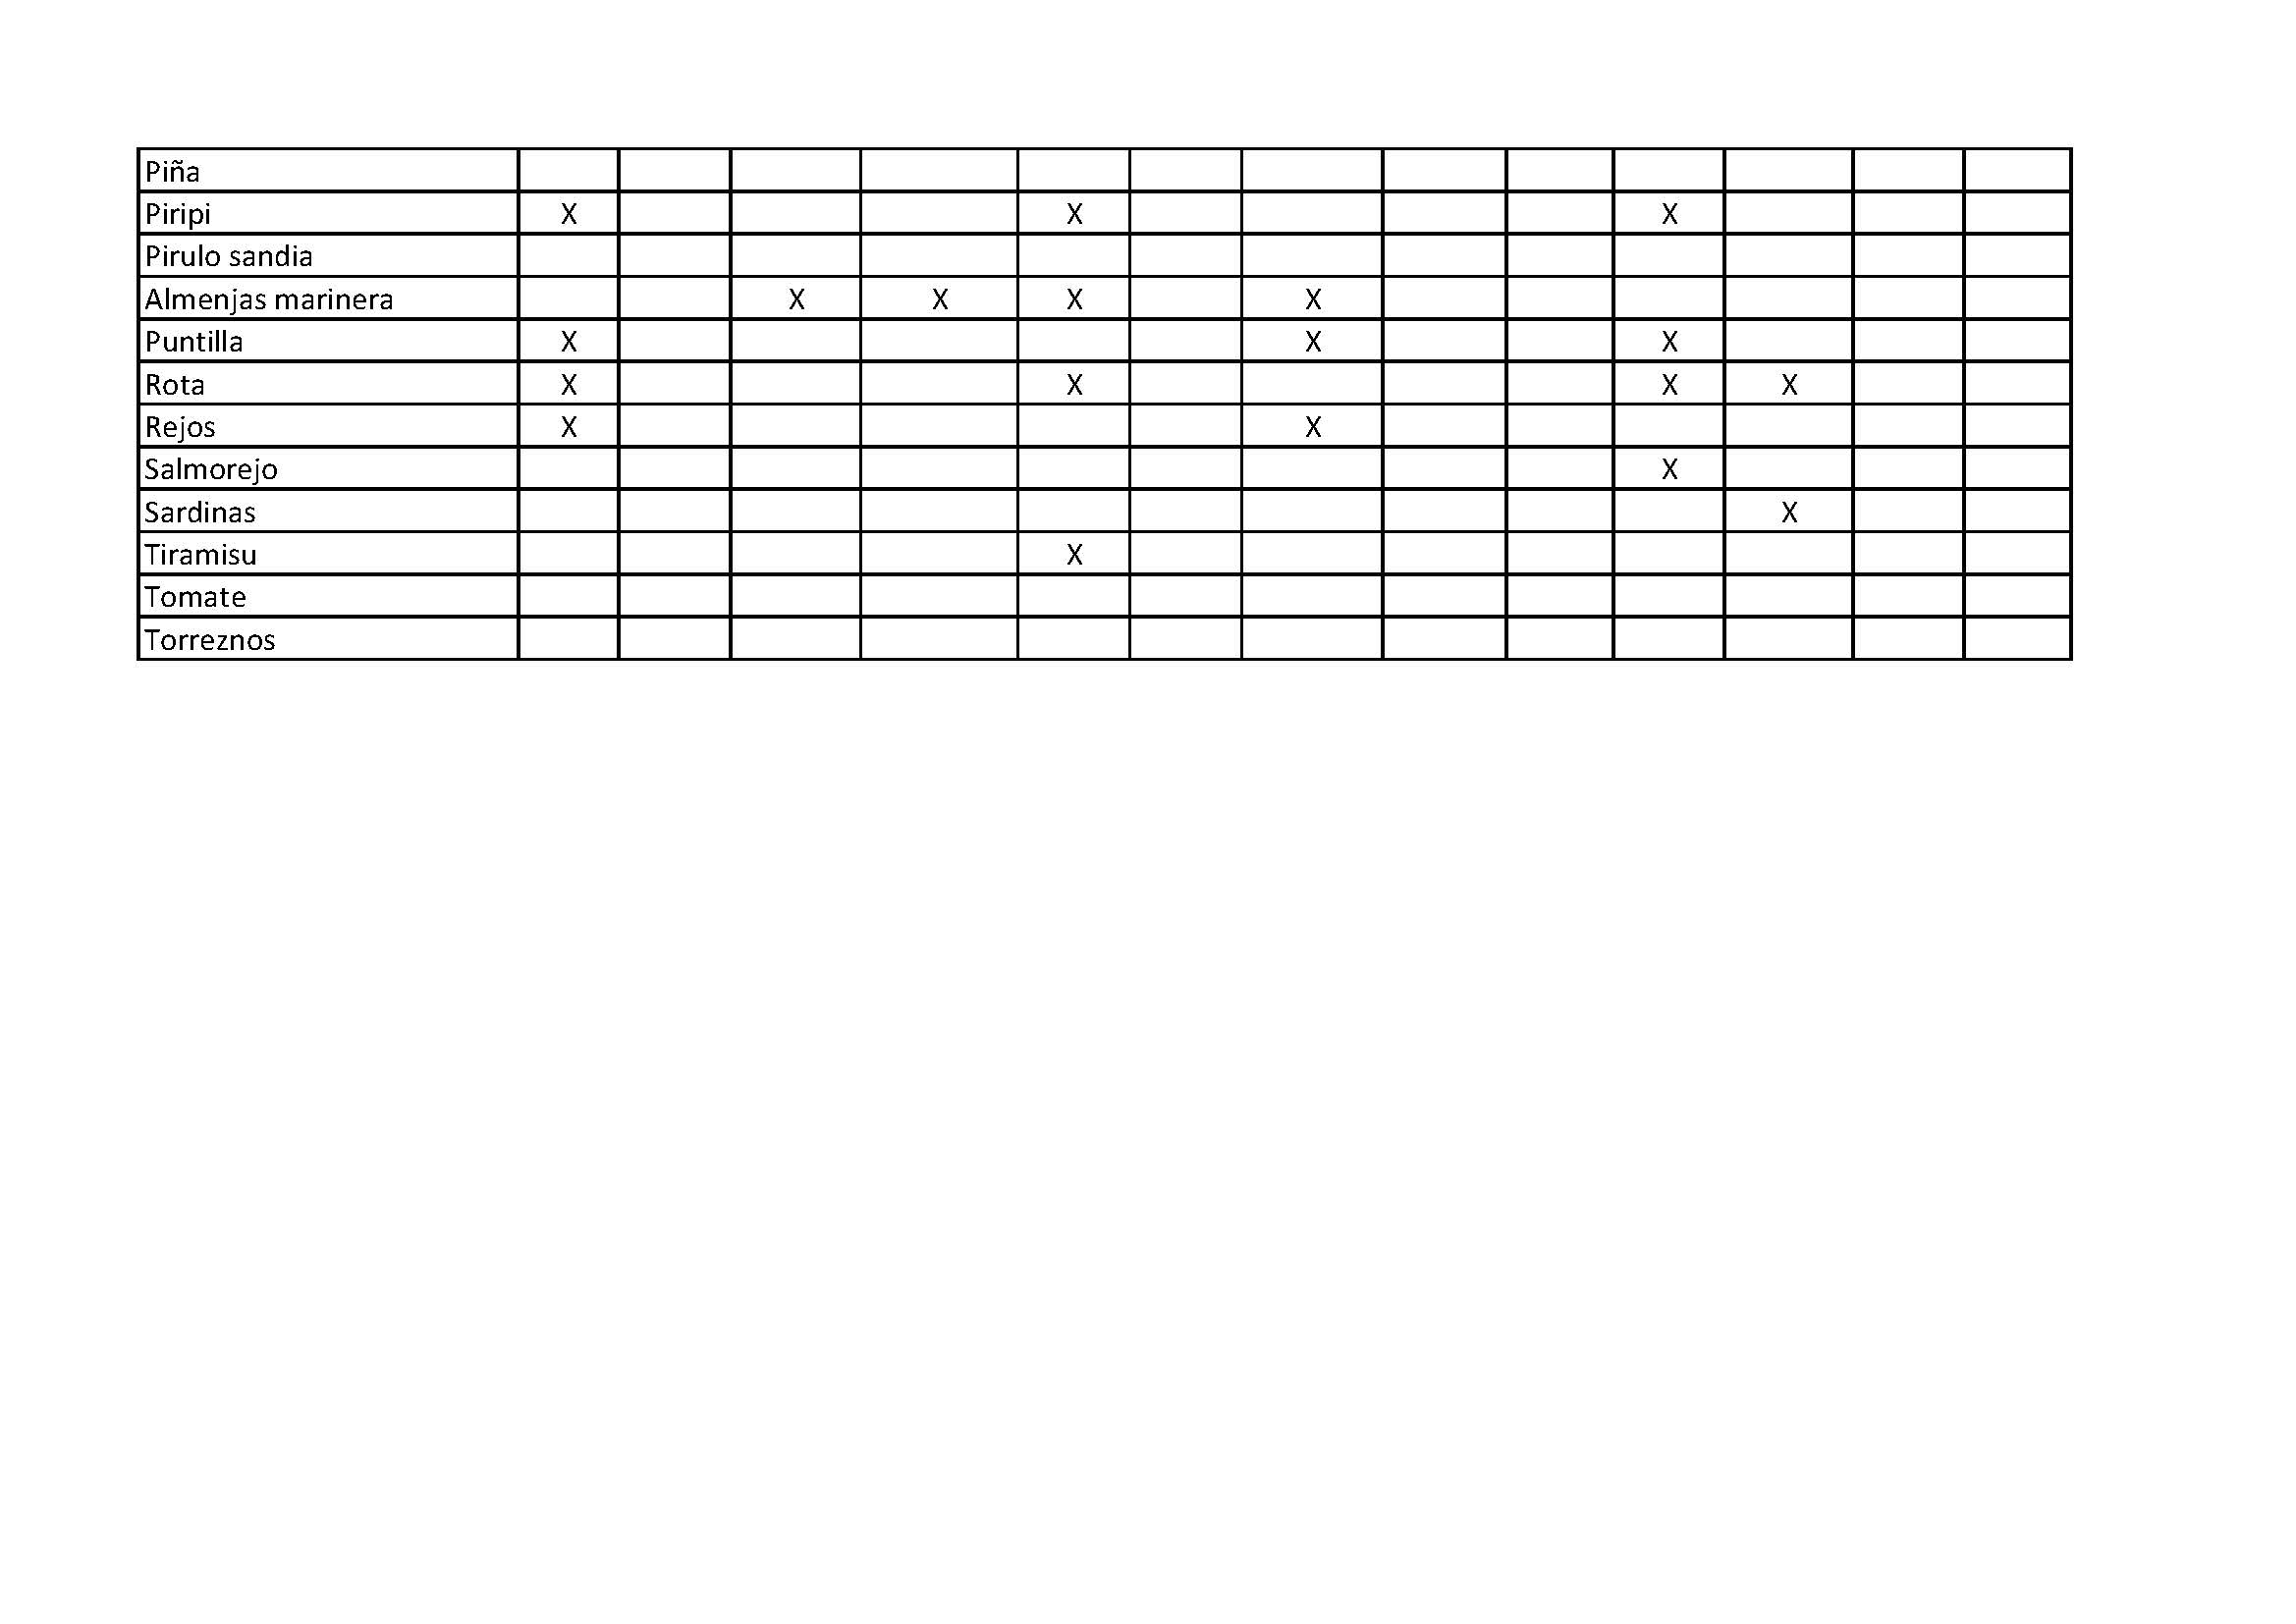 Piña
Piripi X X X
Pirulo sandia
Almenjas marinera X X X X
Puntilla X X X
Rota X X X X
Rejos X X
Salmorejo X
Sardinas X
Tiramisu X
Tomate
Torreznos